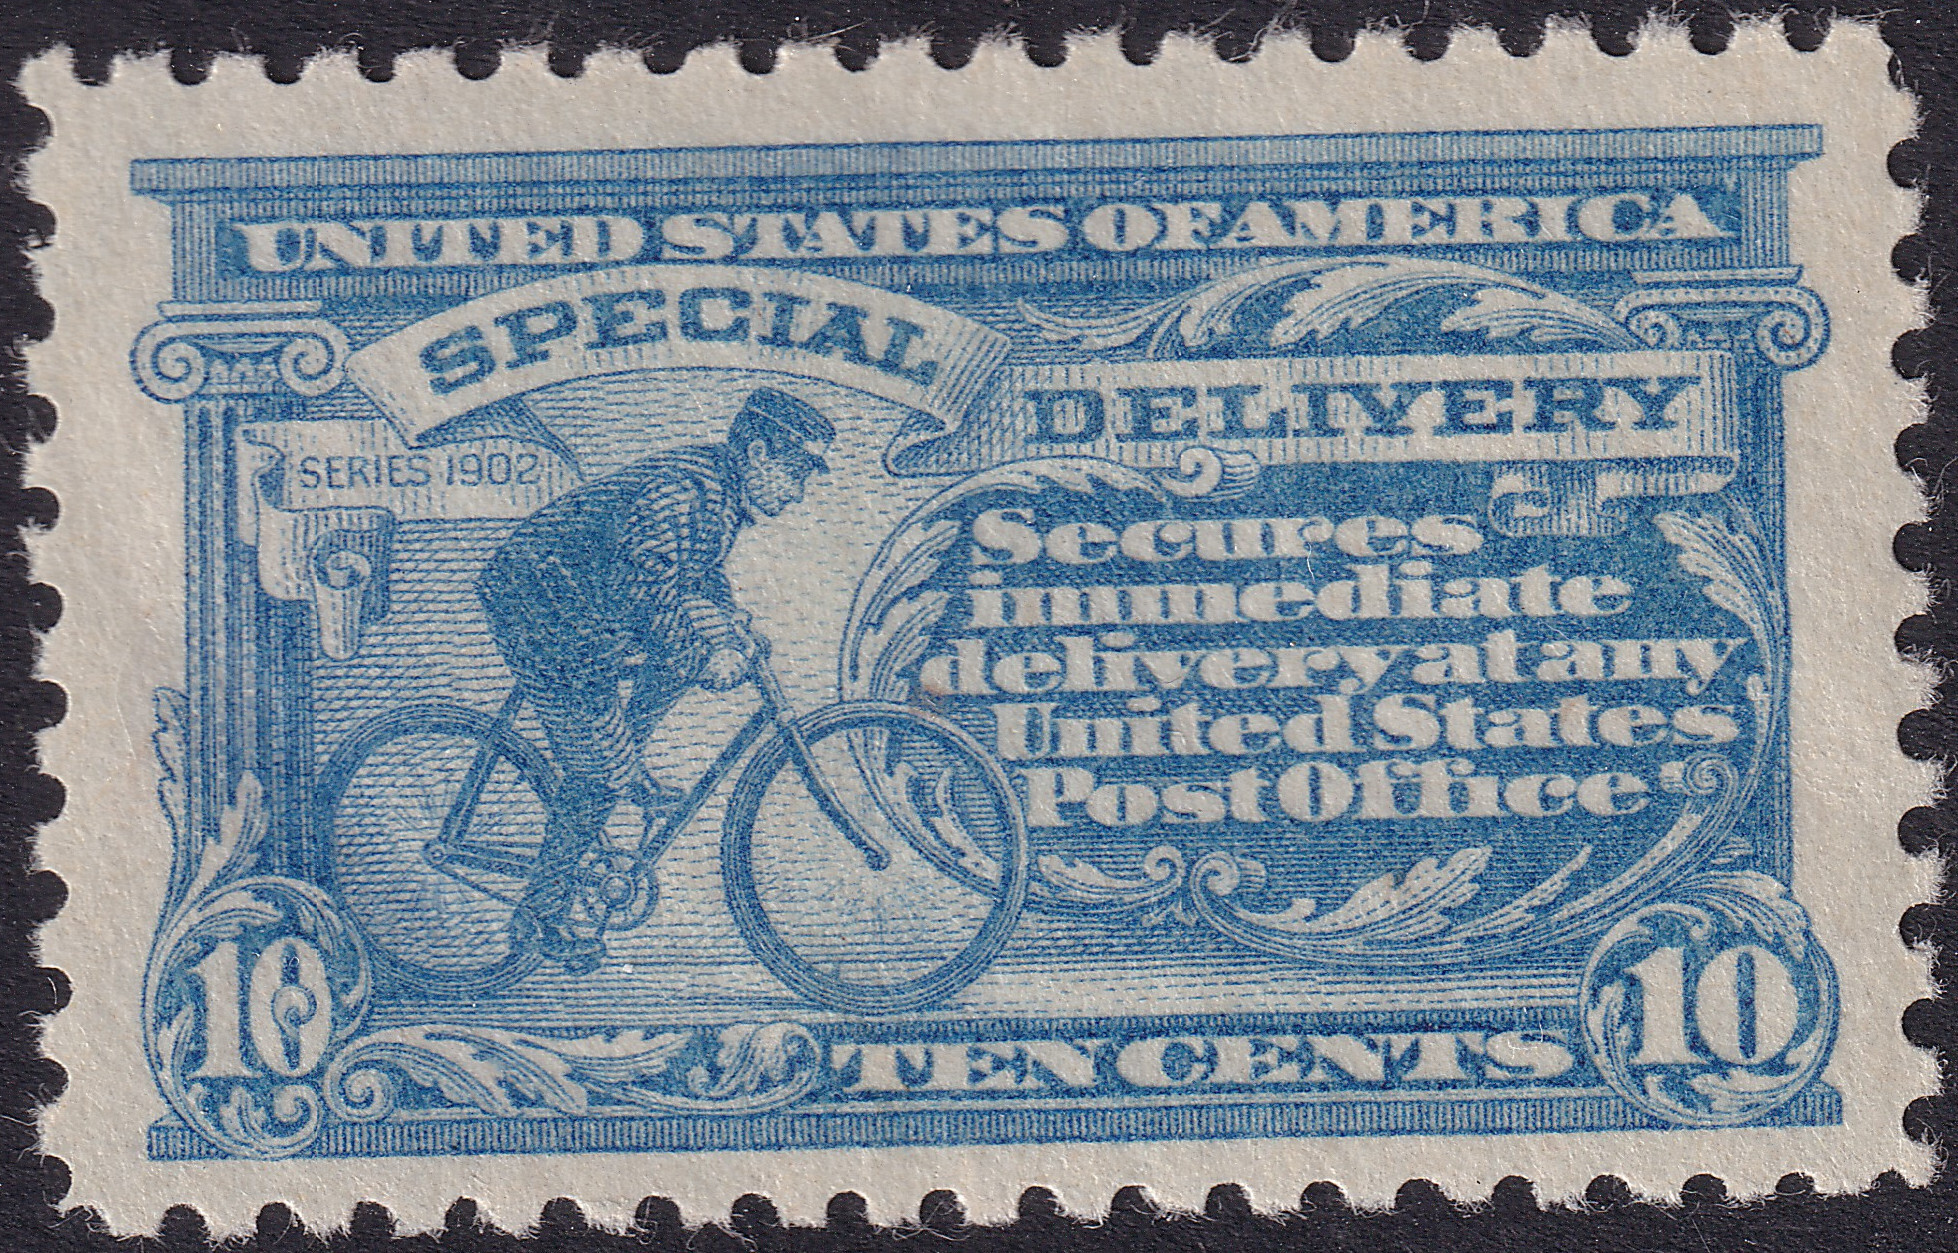 UNITED STATES OF AMERICA
SPECIAL DELIVERY
SERIES 1902
Secures
immediate
delivery at any
United States
Post Office
10
TEN CENTS
10